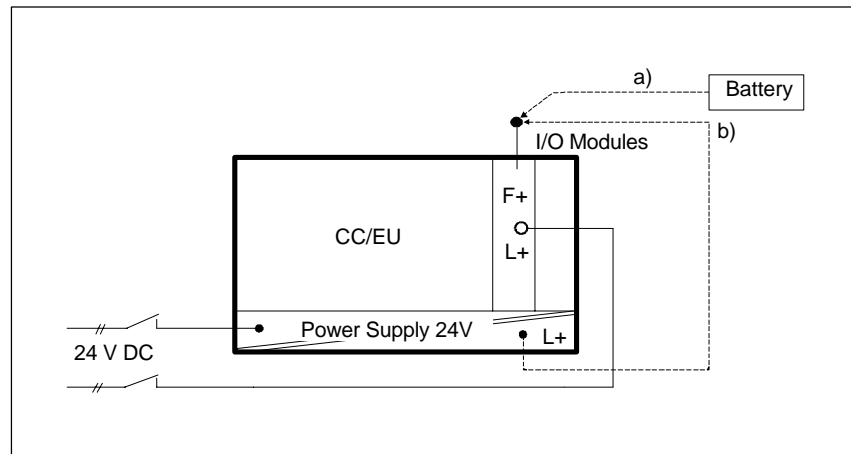 a)
Battery
b)
I/O Modules
F+
CC/EU
L+
Power Supply 24V
L+
24 V DC